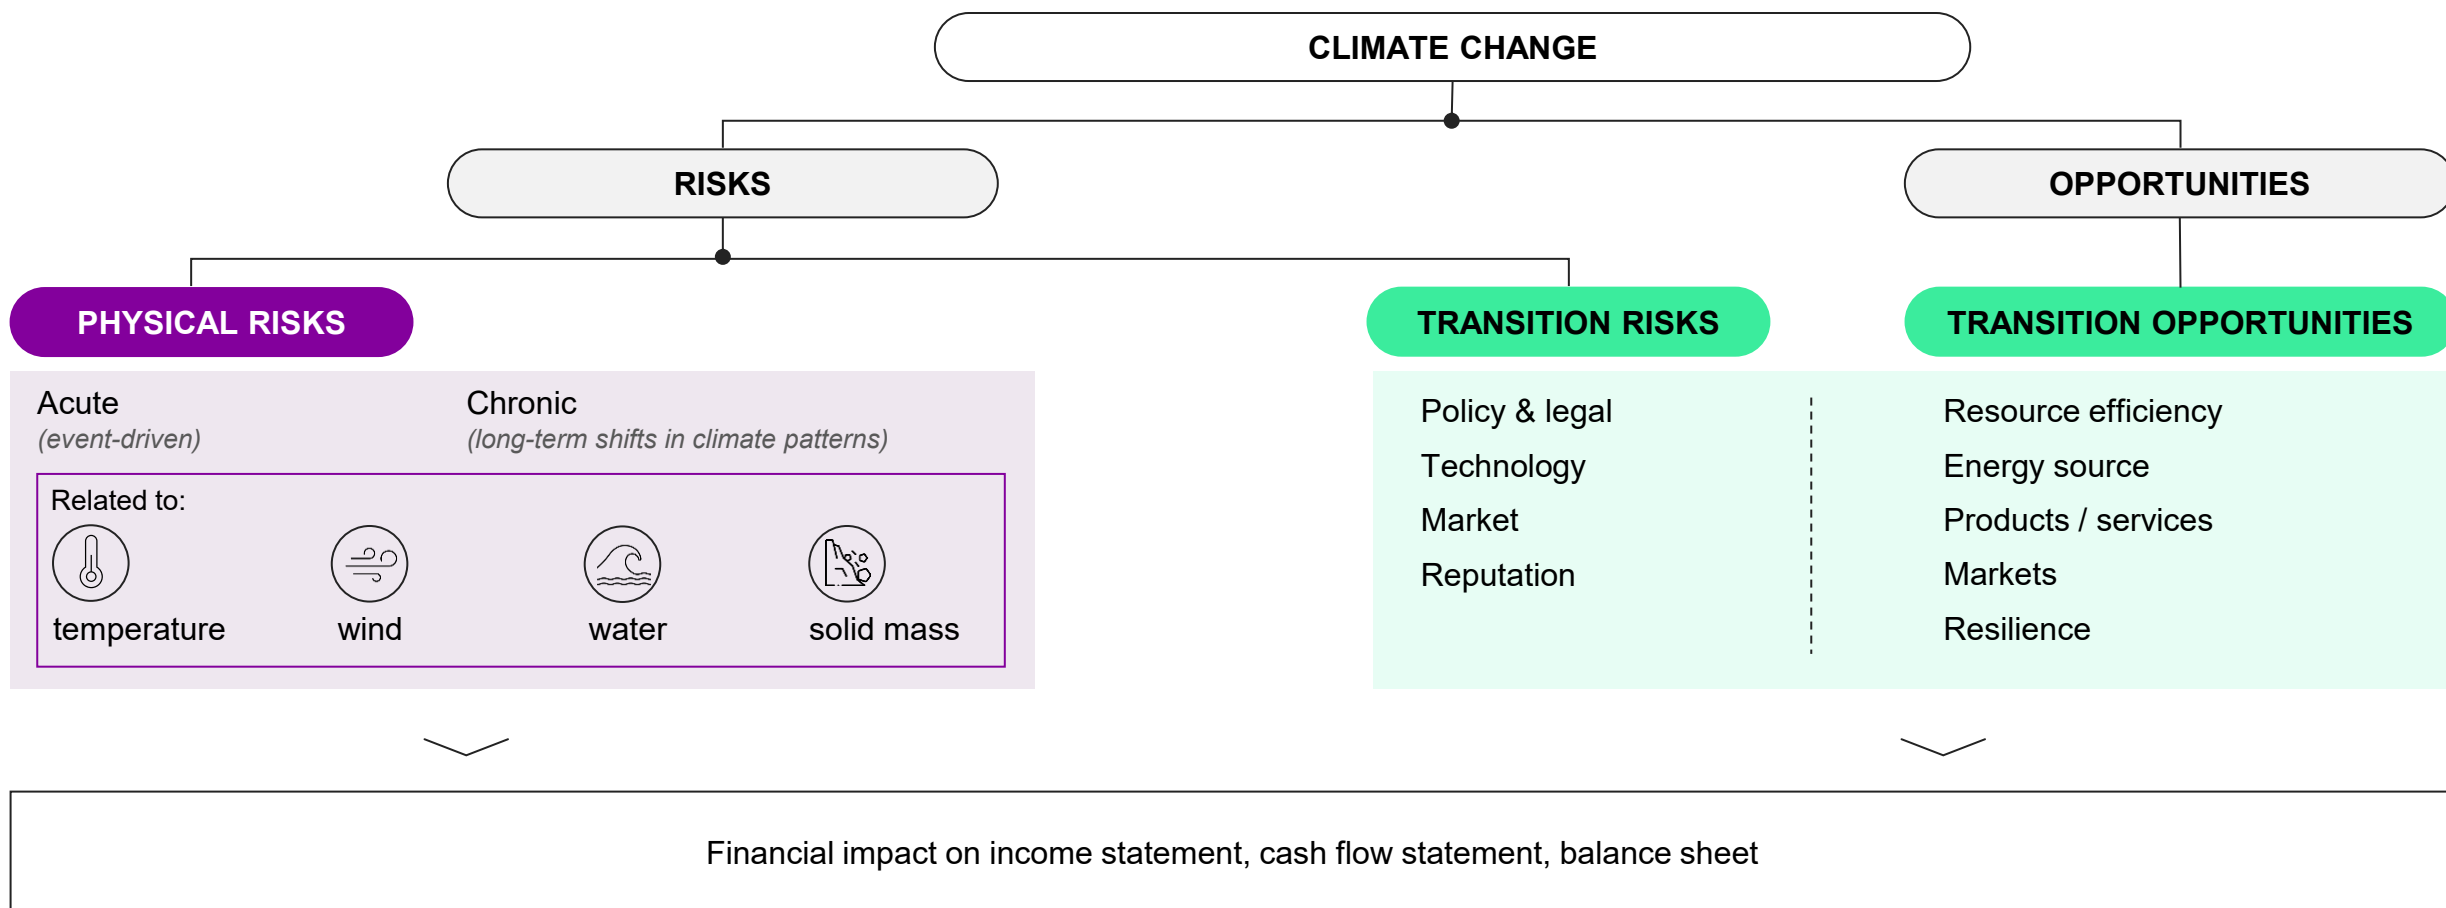 CLIMATE CHANGE
RISKS
OPPORTUNITIES
PHYSICAL RISKS
TRANSITION RISKS
TRANSITION OPPORTUNITIES
Acute
(event-driven)
Chronic
(long-term shifts in climate patterns)
Related to:
temperature
wind
water
solid mass
Policy & legal
Technology
Market
Reputation
Resource efficiency
Energy source
Products / services
Markets
Resilience
Financial impact on income statement, cash flow statement, balance sheet